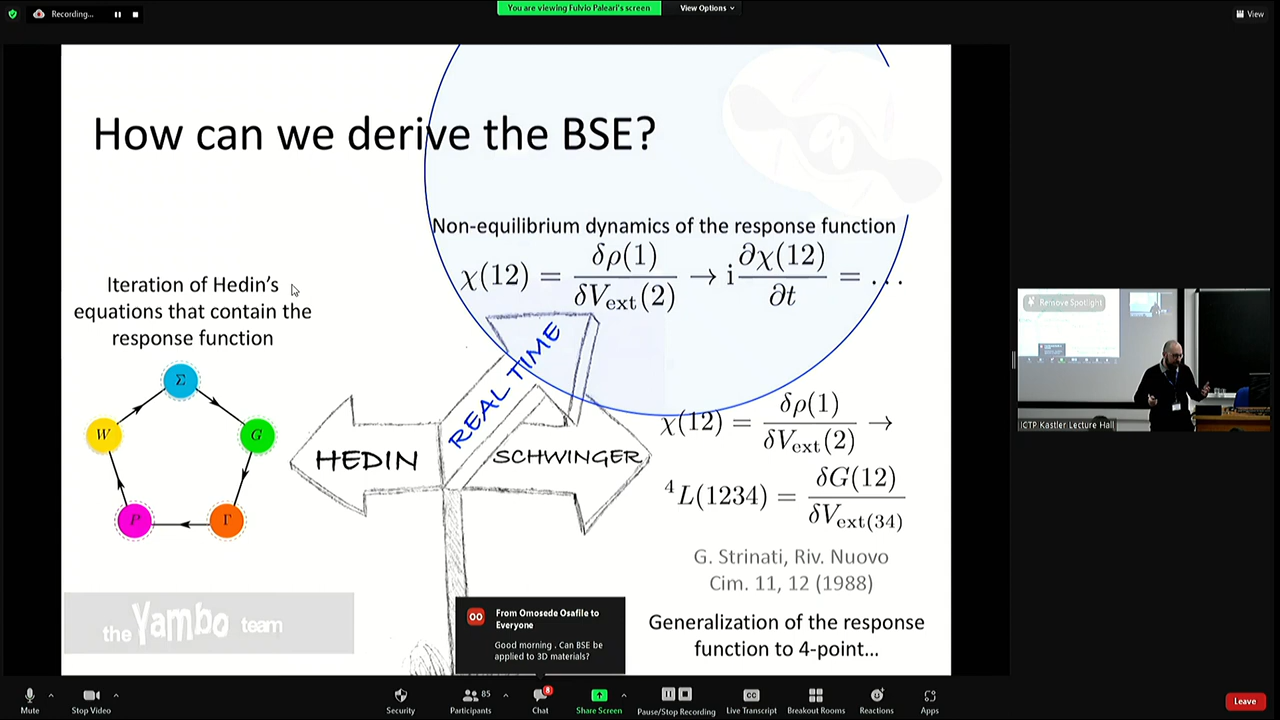 Recording...
You are viewing Fulvio Paleari's screen
View Options
View
How can we derive the BSE?
Non-equilibrium dynamics of the response function
χ(12) = δρ(1) / δV_ext(2) → i ∂χ(12) / ∂t = ...
Iteration of Hedin's
equations that contain the
response function
Σ
W
G
P
Γ
HEDIN
REAL TIME
SCHWINGER
χ(12) = δρ(1) / δV_ext(2) →
⁴L(1234) = δG(12) / δV_ext(34)
G. Strinati, Riv. Nuovo
Cim. 11, 12 (1988)
Generalization of the response
function to 4-point...
the Yambo team
OO
From Omosede Osafile to
Everyone
Good morning . Can BSE be
applied to 3D materials?
Remove Spotlight
ICTP Kastler Lecture Hall
Mute
Stop Video
Security
85
Participants
8
Chat
Share Screen
Pause/Stop Recording
CC
Live Transcript
Breakout Rooms
Reactions
Apps
Leave